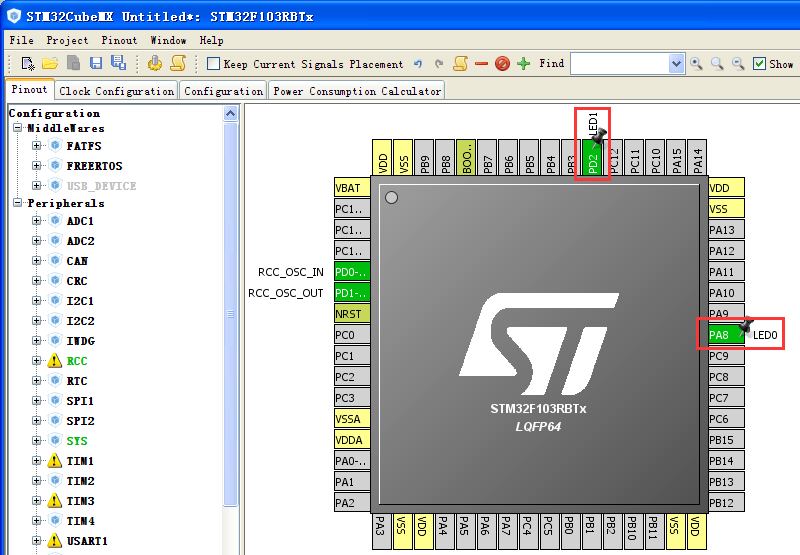 STM32CubeMX Untitled*: STM32F103RBTx
File Project Pinout Window Help
Keep Current Signals Placement Find Show
Pinout Clock Configuration Configuration Power Consumption Calculator
Configuration
MiddleWares
FATFS
FREERTOS
USB_DEVICE
Peripherals
ADC1
ADC2
CAN
CRC
I2C1
I2C2
IWDG
RCC
RTC
SPI1
SPI2
SYS
TIM1
TIM2
TIM3
TIM4
USART1
LED1
VDD
VSS
PB9
PB8
BOO..
PB7
PB6
PB5
PB4
PB3
PD2
PC12
PC11
PC10
PA15
PA14
VBAT
PC1..
PC1..
PC1..
RCC_OSC_IN PD0-..
RCC_OSC_OUT PD1-..
NRST
PC0
PC1
PC2
PC3
VSSA
VDDA
PA0-..
PA1
PA2
STM32F103RBTx
LQFP64
VDD
VSS
PA13
PA12
PA11
PA10
PA9
PA8 LED0
PC9
PC8
PC7
PC6
PB15
PB14
PB13
PB12
PA3
VSS
VDD
PA4
PA5
PA6
PA7
PC4
PC5
PB0
PB1
PB2
PB10
PB11
VSS
VDD